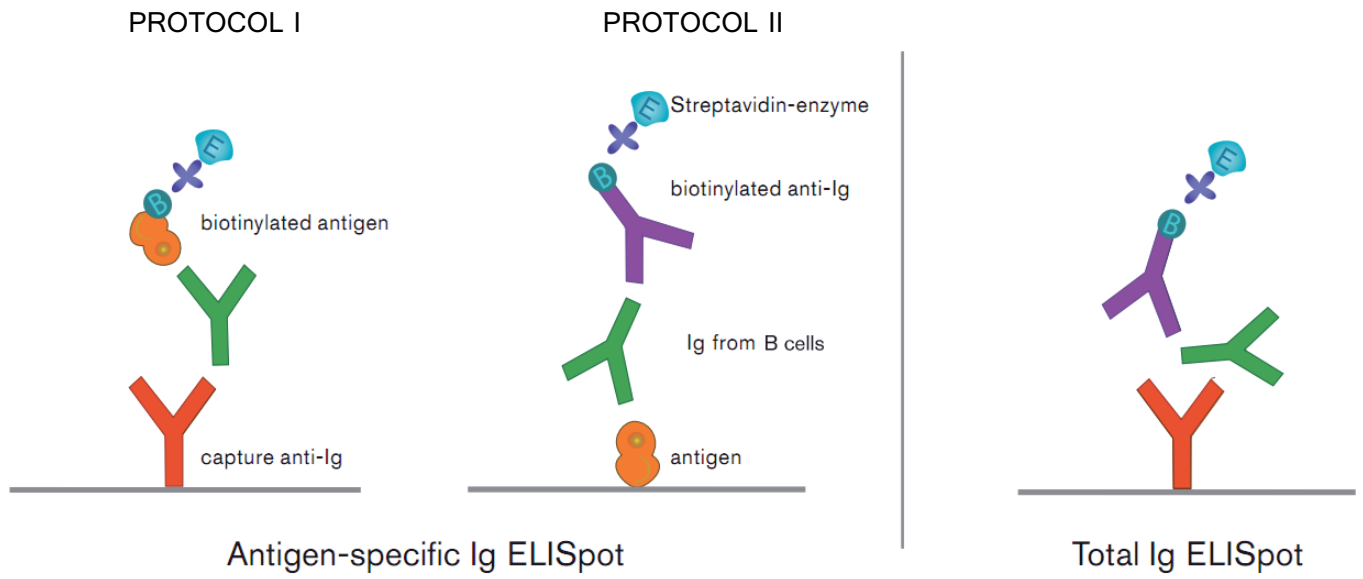 PROTOCOL I
PROTOCOL II
E
B
biotinylated antigen
capture anti-Ig
E
Streptavidin-enzyme
B
biotinylated anti-Ig
Ig from B cells
antigen
E
B
Antigen-specific Ig ELISpot
Total Ig ELISpot